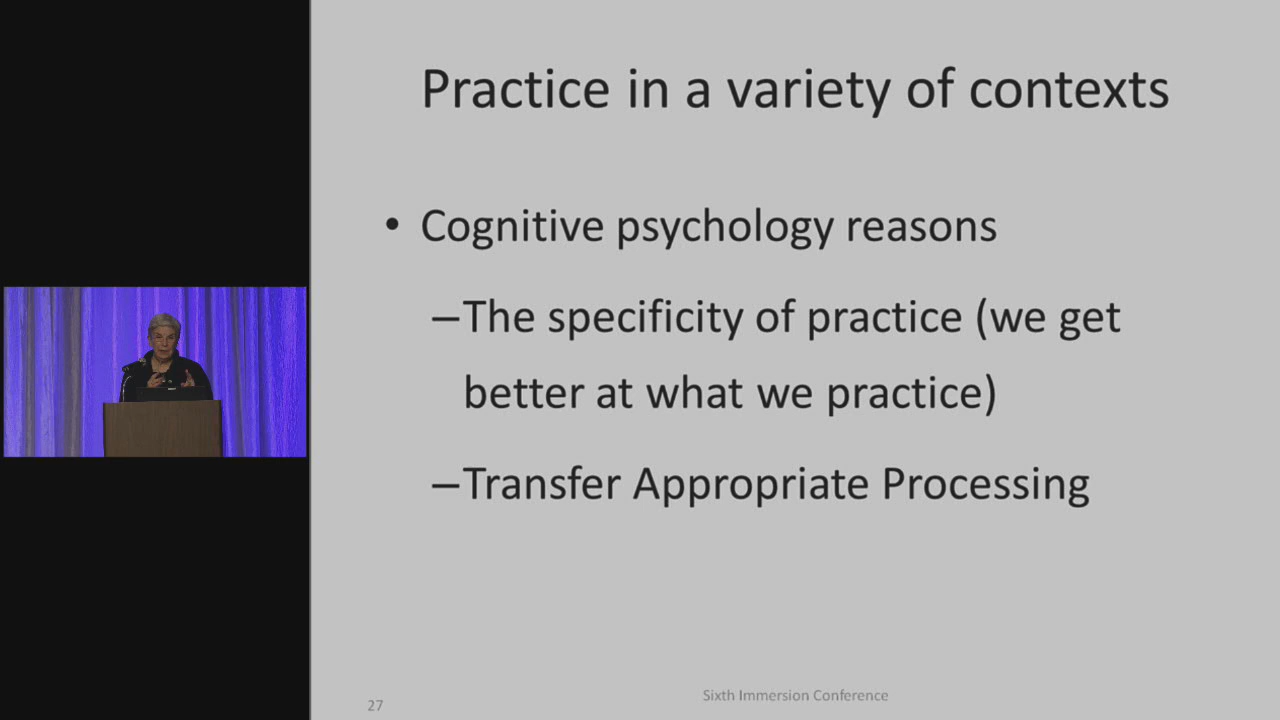 Practice in a variety of contexts
• Cognitive psychology reasons
–The specificity of practice (we get
better at what we practice)
–Transfer Appropriate Processing
27
Sixth Immersion Conference